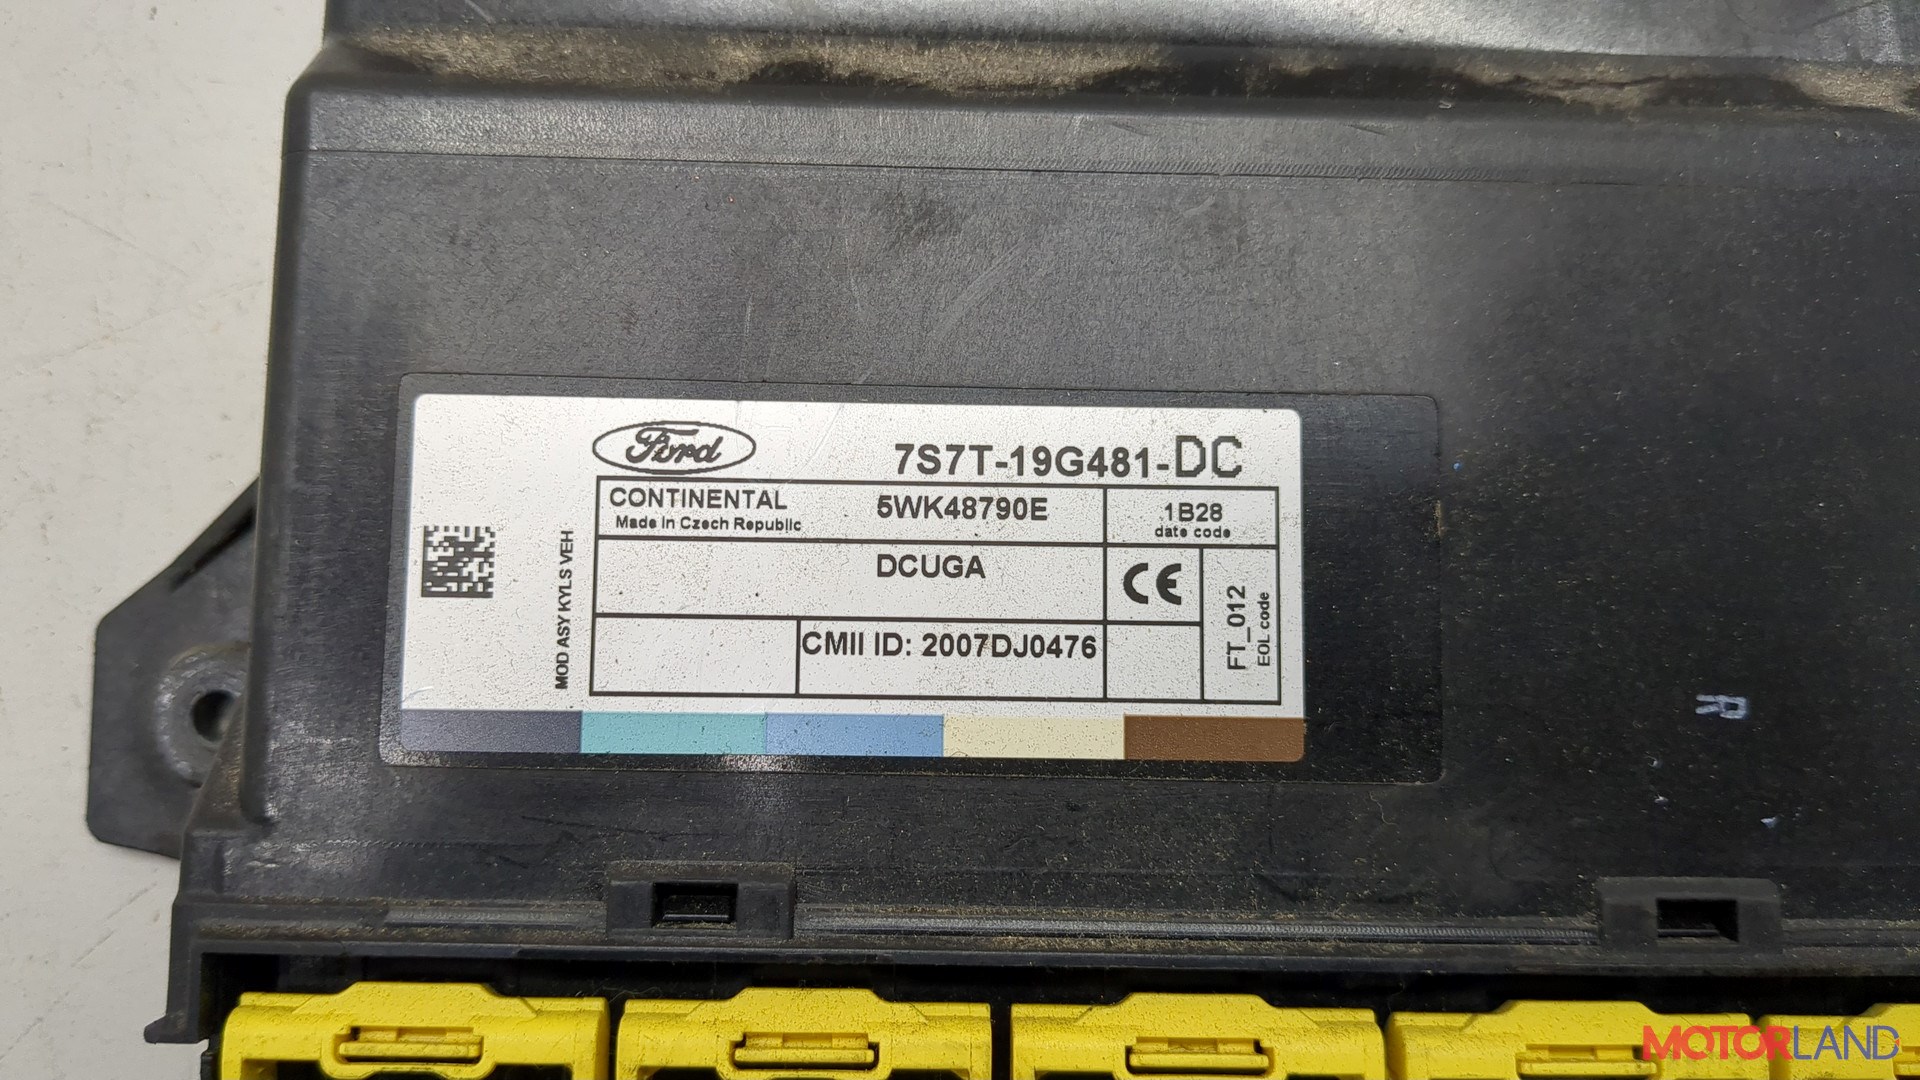 Ford
7S7T-19G481-DC
CONTINENTAL
Made in Czech Republic
5WK48790E
1B28
date code
DCUGA
CMII ID: 2007DJ0476
FT_012
EOL code
MOD ASY KYLS VEH
R
MOTORLAND